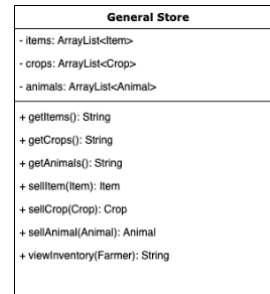 General Store
- items: ArrayList<Item>
- crops: ArrayList<Crop>
- animals: ArrayList<Animal>
+ getItems(): String
+ getCrops(): String
+ getAnimals(): String
+ sellItem(Item): Item
+ sellCrop(Crop): Crop
+ sellAnimal(Animal): Animal
+ viewInventory(Farmer): String